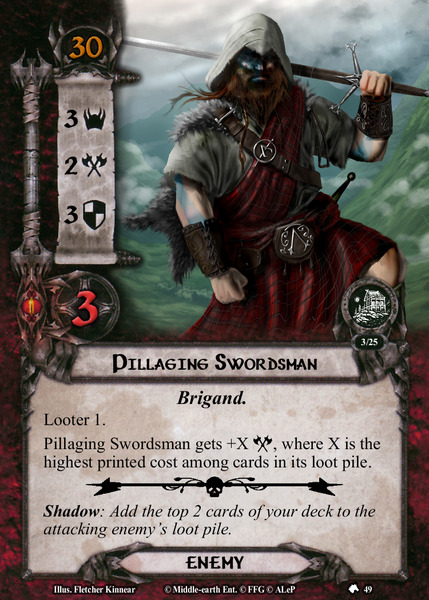 30
3
2
3
3
3/25
Pillaging Swordsman
Brigand.
Looter 1.
Pillaging Swordsman gets +X , where X is the
highest printed cost among cards in its loot pile.
Shadow: Add the top 2 cards of your deck to the
attacking enemy's loot pile.
ENEMY
Illus. Fletcher Kinnear © Middle-earth Ent. © FFG © ALeP 49